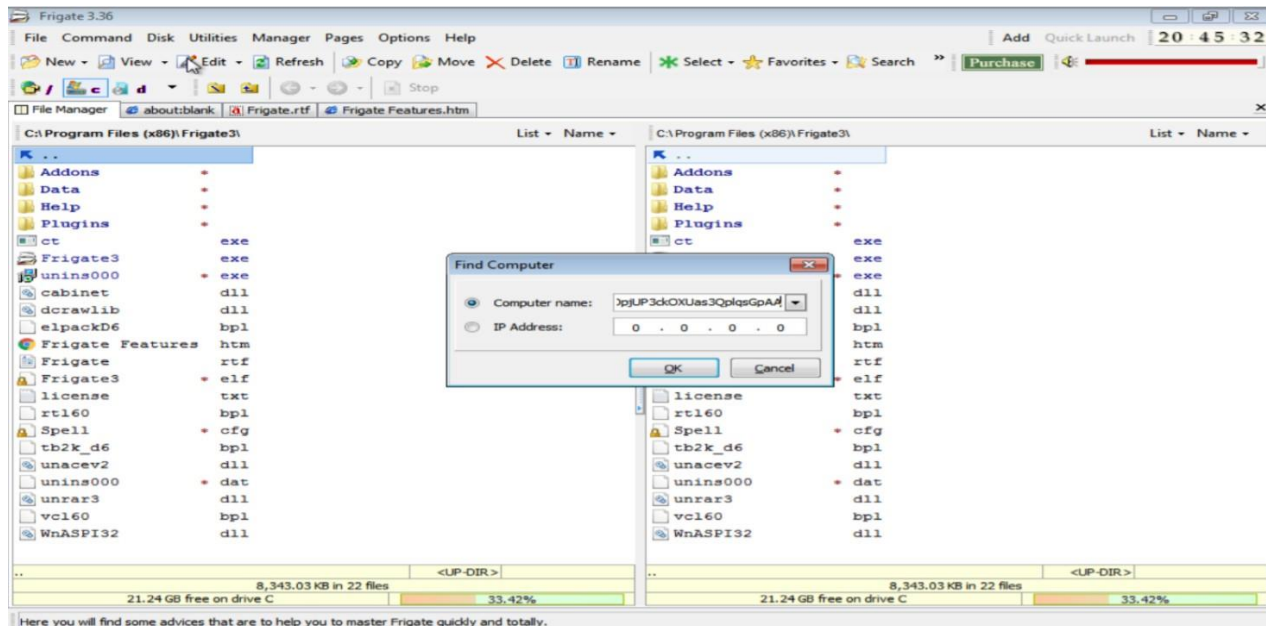 Frigate 3.36
File Command Disk Utilities Manager Pages Options Help Add Quick Launch 20:45:32
New View Edit Refresh Copy Move Delete Rename Select Favorites Search » Purchase
/ c d Stop
File Manager about:blank Frigate.rtf Frigate Features.htm
C:\Program Files (x86)\Frigate3\ List Name C:\Program Files (x86)\Frigate3\ List Name
.. ..
Addons * Addons *
Data * Data *
Help * Help *
Plugins * Plugins *
ct exe ct exe
Frigate3 exe exe
unins000 * exe * exe
cabinet dll dll
dcrawlib dll dll
elpackD6 bpl bpl
Frigate Features htm htm
Frigate rtf rtf
Frigate3 * elf * elf
license txt license txt
rtl60 bpl rtl60 bpl
Spell * cfg Spell * cfg
tb2k_d6 bpl tb2k_d6 bpl
unacev2 dll unacev2 dll
unins000 * dat unins000 * dat
unrar3 dll unrar3 dll
vcl60 bpl vcl60 bpl
WnASPI32 dll WnASPI32 dll
Find Computer
Computer name:
IP Address: 0 . 0 . 0 . 0
OK Cancel
.. <UP-DIR> .. <UP-DIR>
8,343.03 KB in 22 files 8,343.03 KB in 22 files
21.24 GB free on drive C 33.42% 21.24 GB free on drive C 33.42%
Here you will find some advices that are to help you to master Frigate quickly and totally.